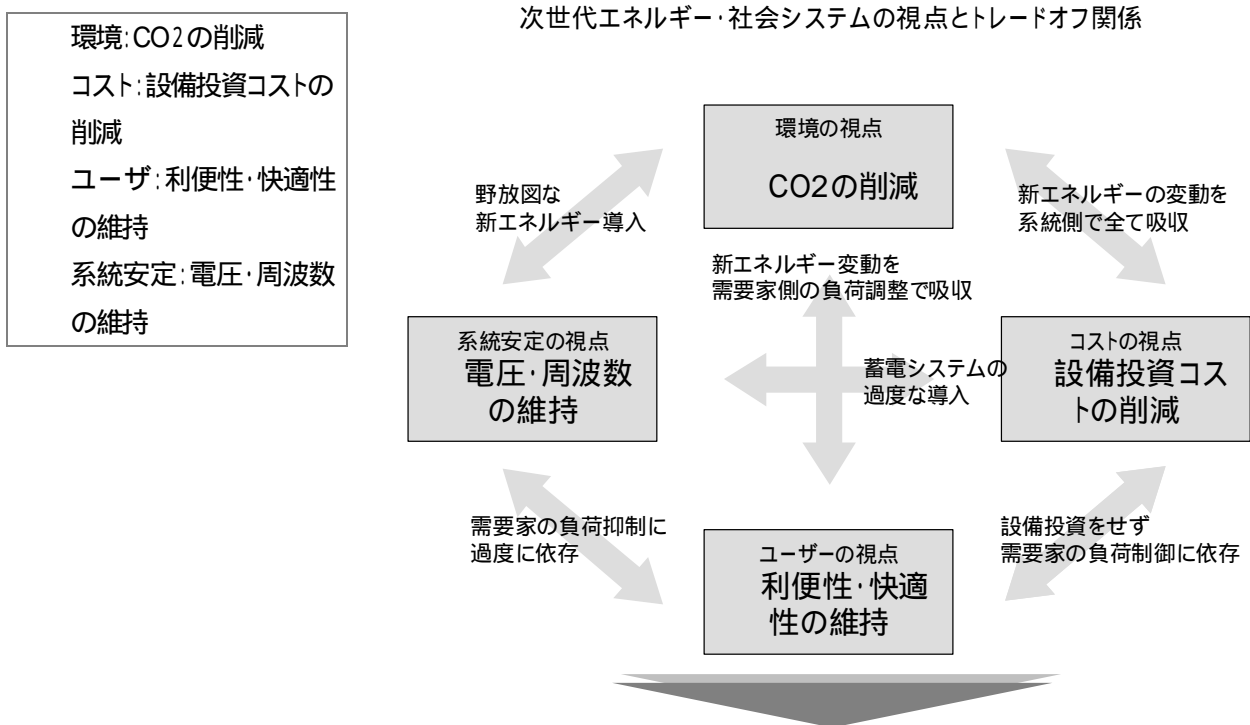 環境:CO2の削減
コスト:設備投資コストの
削減
ユーザ:利便性・快適性
の維持
系統安定:電圧・周波数
の維持
次世代エネルギー・社会システムの視点とトレードオフ関係
環境の視点
CO2の削減
野放図な
新エネルギー導入
新エネルギーの変動を
系統側で全て吸収
新エネルギー変動を
需要家側の負荷調整で吸収
系統安定の視点
電圧・周波数
の維持
蓄電システムの
過度な導入
コストの視点
設備投資コス
トの削減
需要家の負荷抑制に
過度に依存
設備投資をせず
需要家の負荷制御に依存
ユーザーの視点
利便性・快適
性の維持